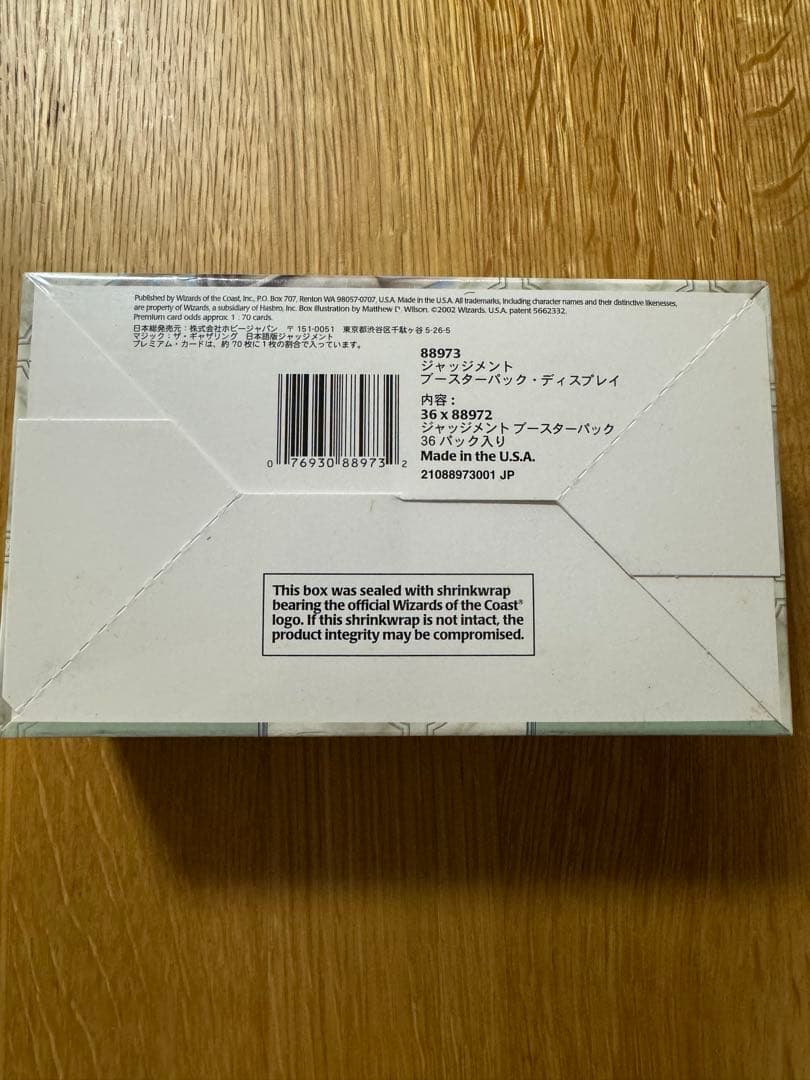 Published by Wizards of the Coast, Inc., P.O. Box 707, Renton WA 98057-0707, U.S.A. Made in the U.S.A. All trademarks, including character names and their distinctive likenesses,
are property of Wizards, a subsidiary of Hasbro, Inc. Box illustration by Matthew D. Wilson. ©2002 Wizards. U.S.A. patent 5662332.
Premium card odds approx. 1 : 70 cards.
日本総発売元：株式会社ホビージャパン 〒151-0051 東京都渋谷区千駄ヶ谷 5-26-5
マジック：ザ・ギャザリング 日本語版ジャッジメント
プレミアム・カードは、約 70 枚に 1 枚の割合で入っています。
88973
ジャッジメント
ブースターパック・ディスプレイ
内容：
36 x 88972
ジャッジメント ブースターパック
36 パック入り
Made in the U.S.A.
21088973001 JP
0 76930 88973 2
This box was sealed with shrinkwrap
bearing the official Wizards of the Coast®
logo. If this shrinkwrap is not intact, the
product integrity may be compromised.